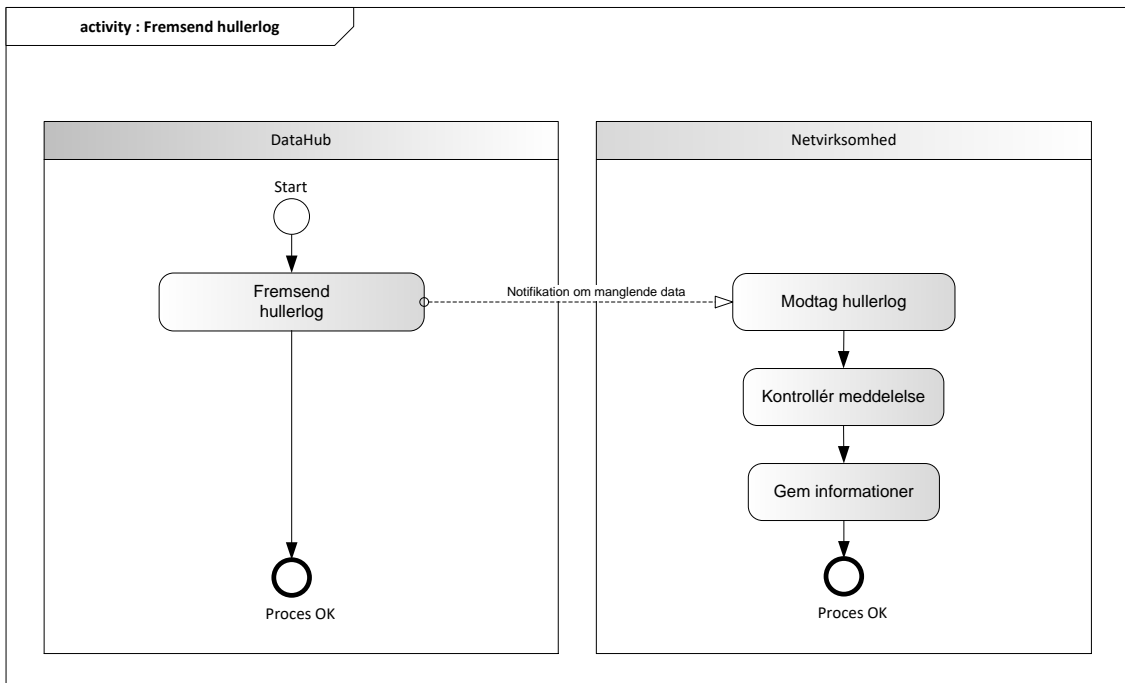 activity : Fremsend hullerlog
DataHub
Netvirksomhed
Start
Fremsend
hullerlog
Notifikation om manglende data
Modtag hullerlog
Kontrollér meddelelse
Gem informationer
Proces OK
Proces OK